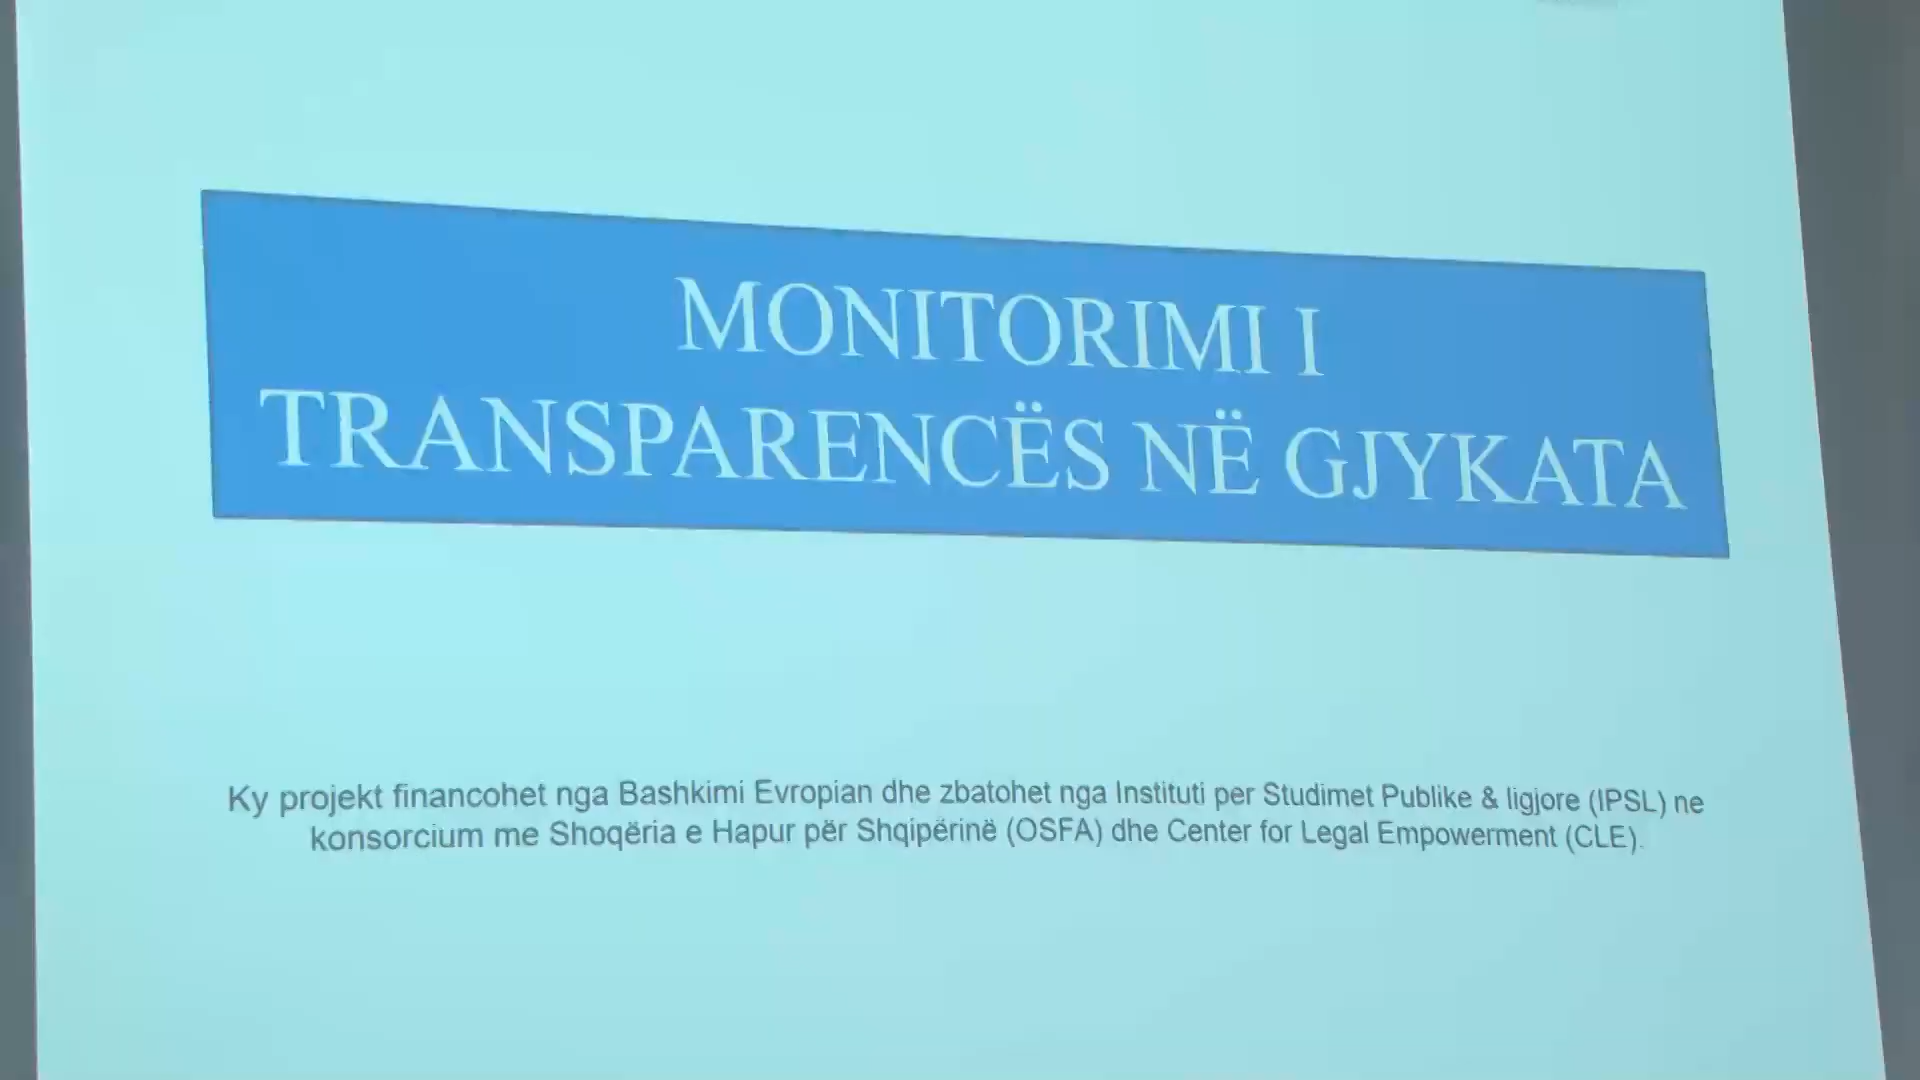 MONITORIMI I
TRANSPARENCËS NË GJYKATA
Ky projekt financohet nga Bashkimi Evropian dhe zbatohet nga Instituti per Studimet Publike & ligjore (IPSL) ne
konsorcium me Shoqëria e Hapur për Shqipërinë (OSFA) dhe Center for Legal Empowerment (CLE).